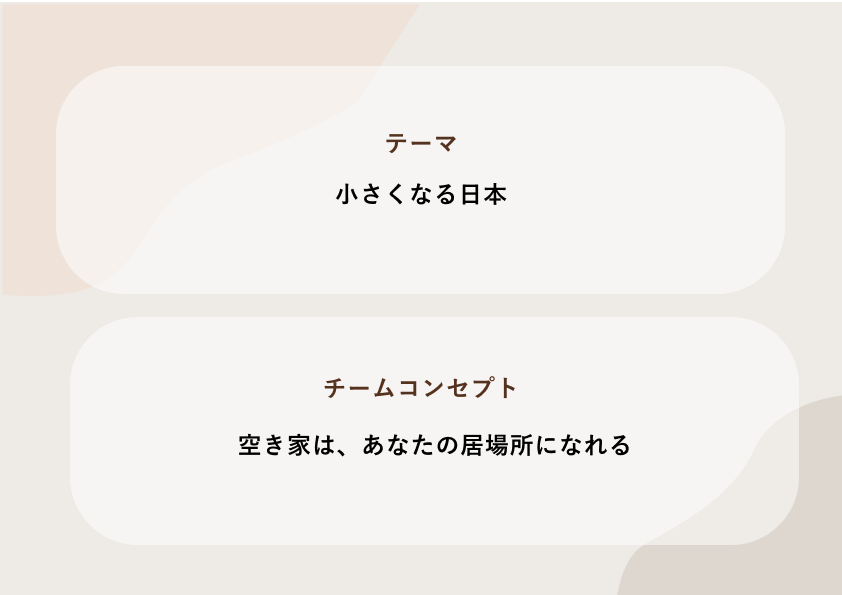 テーマ
小さくなる日本
チームコンセプト
空き家は、あなたの居場所になれる